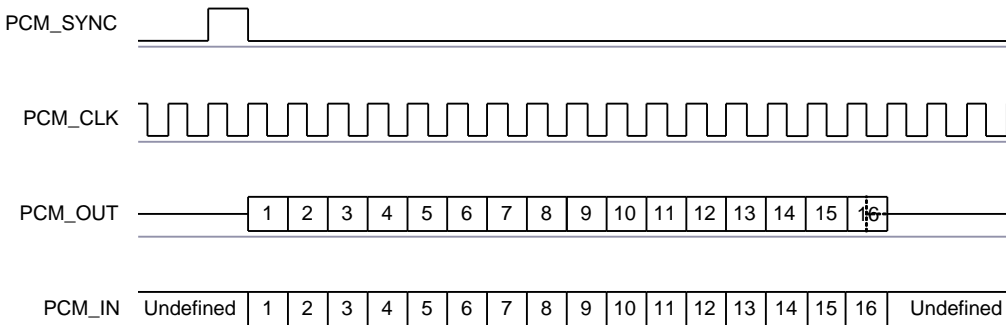 PCM_SYNC
PCM_CLK
PCM_OUT 1 2 3 4 5 6 7 8 9 10 11 12 13 14 15 16
PCM_IN Undefined 1 2 3 4 5 6 7 8 9 10 11 12 13 14 15 16 Undefined